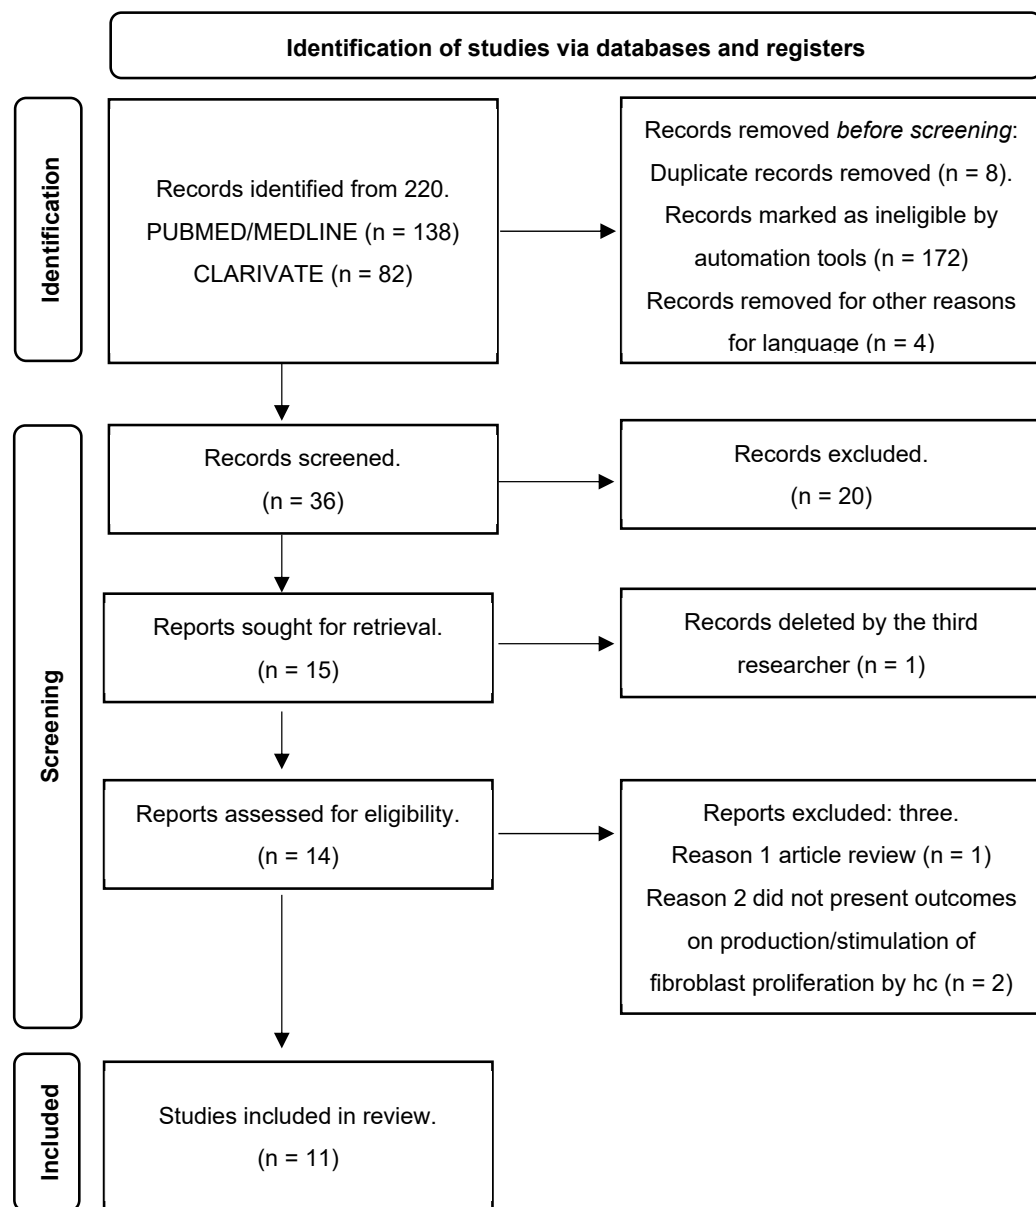 Identification of studies via databases and registers
Identification
Records identified from 220.
PUBMED/MEDLINE (n = 138)
CLARIVATE (n = 82)
Records removed before screening:
Duplicate records removed (n = 8).
Records marked as ineligible by
automation tools (n = 172)
Records removed for other reasons
for language (n = 4)
Screening
Records screened.
(n = 36)
Records excluded.
(n = 20)
Reports sought for retrieval.
(n = 15)
Records deleted by the third
researcher (n = 1)
Reports assessed for eligibility.
(n = 14)
Reports excluded: three.
Reason 1 article review (n = 1)
Reason 2 did not present outcomes
on production/stimulation of
fibroblast proliferation by hc (n = 2)
Included
Studies included in review.
(n = 11)